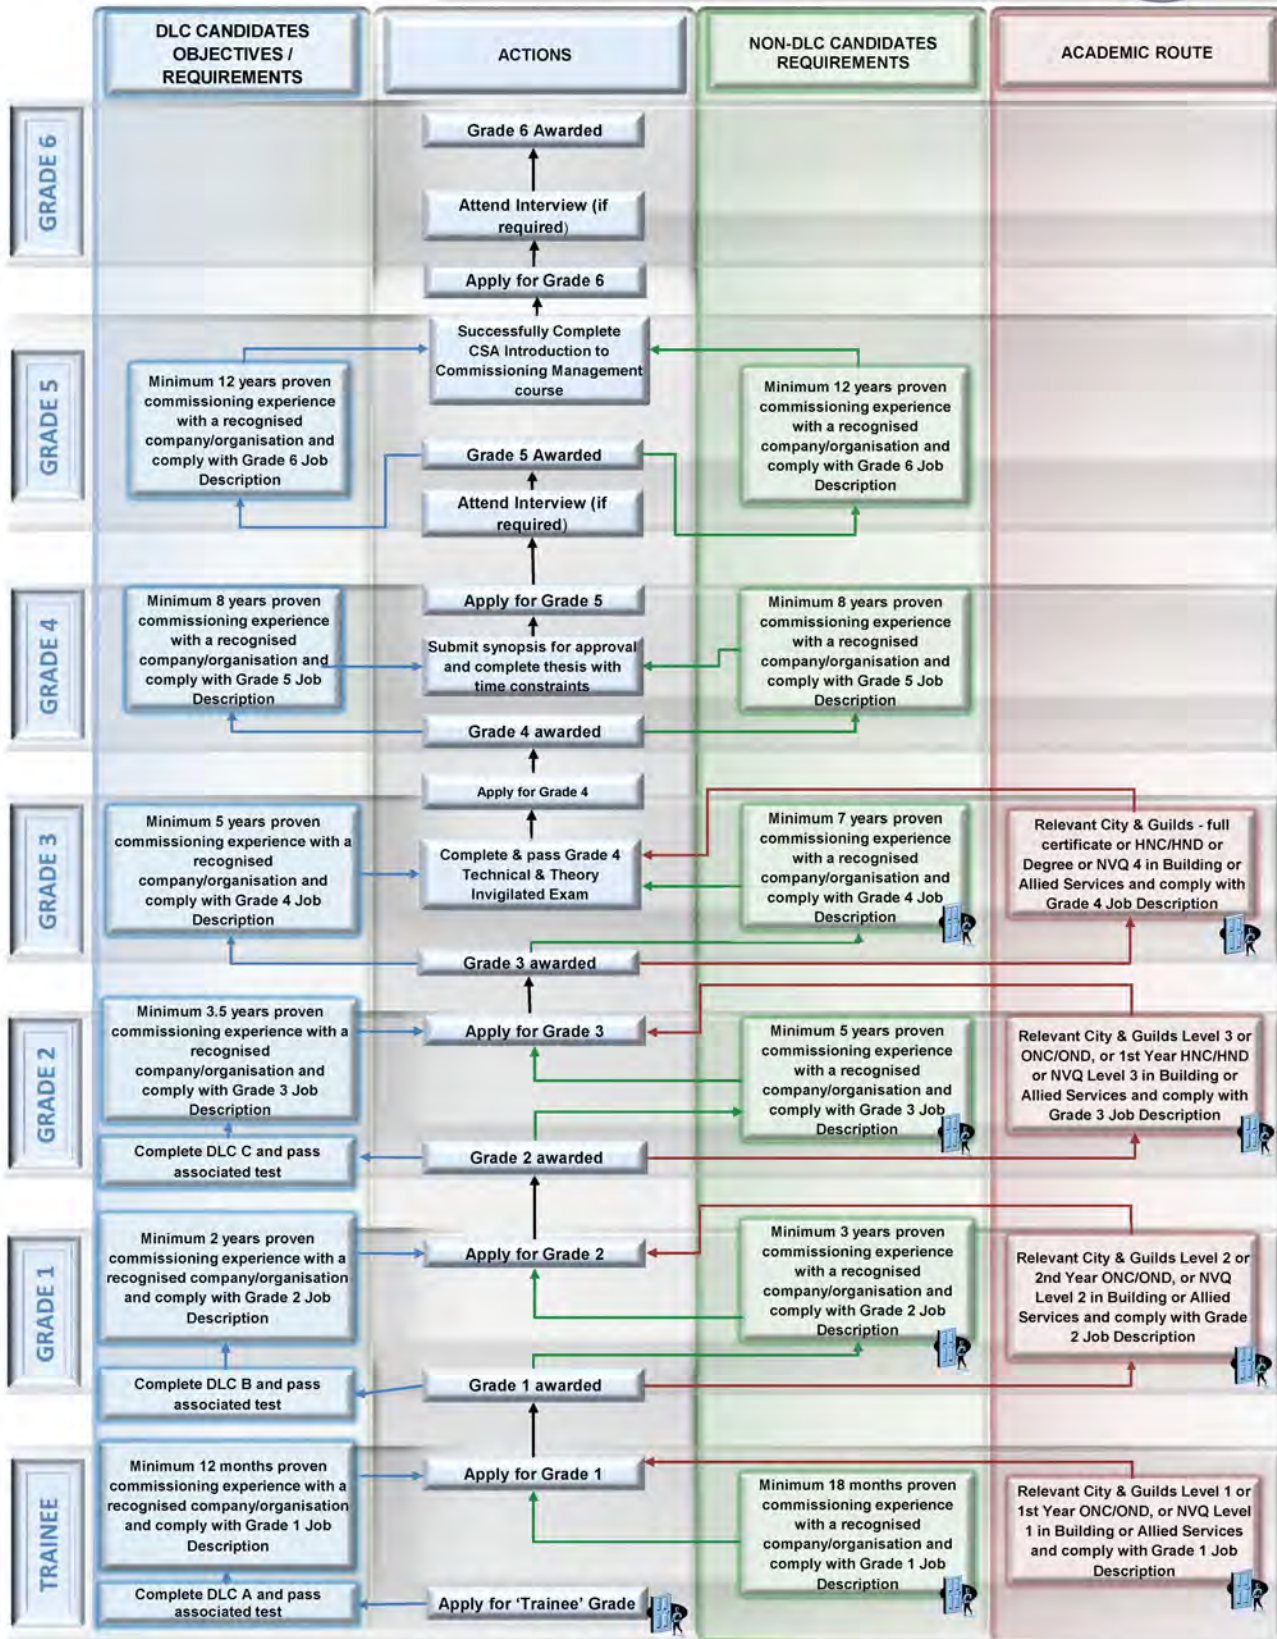 DLC CANDIDATES
OBJECTIVES /
REQUIREMENTS
ACTIONS
NON-DLC CANDIDATES
REQUIREMENTS
ACADEMIC ROUTE
GRADE 6
Grade 6 Awarded
Attend Interview (if
required)
Apply for Grade 6
GRADE 5
Minimum 12 years proven
commissioning experience
with a recognised
company/organisation and
comply with Grade 6 Job
Description
Successfully Complete
CSA Introduction to
Commissioning Management
course
Grade 5 Awarded
Attend Interview (if
required)
Minimum 12 years proven
commissioning experience
with a recognised
company/organisation and
comply with Grade 6 Job
Description
GRADE 4
Minimum 8 years proven
commissioning experience
with a recognised
company/organisation and
comply with Grade 5 Job
Description
Apply for Grade 5
Submit synopsis for approval
and complete thesis with
time constraints
Grade 4 awarded
Minimum 8 years proven
commissioning experience
with a recognised
company/organisation and
comply with Grade 5 Job
Description
GRADE 3
Minimum 5 years proven
commissioning experience with a
recognised
company/organisation and
comply with Grade 4 Job
Description
Apply for Grade 4
Complete & pass Grade 4
Technical & Theory
Invigilated Exam
Grade 3 awarded
Minimum 7 years proven
commissioning experience
with a recognised
company/organisation and
comply with Grade 4 Job
Description
Relevant City & Guilds - full
certificate or HNC/HND or
Degree or NVQ 4 in Building or
Allied Services and comply with
Grade 4 Job Description
GRADE 2
Minimum 3.5 years proven
commissioning experience with a
recognised
company/organisation and
comply with Grade 3 Job
Description
Complete DLC C and pass
associated test
Apply for Grade 3
Grade 2 awarded
Minimum 5 years proven
commissioning experience
with a recognised
company/organisation and
comply with Grade 3 Job
Description
Relevant City & Guilds Level 3 or
ONC/OND, or 1st Year HNC/HND
or NVQ Level 3 in Building or
Allied Services and comply with
Grade 3 Job Description
GRADE 1
Minimum 2 years proven
commissioning experience with a
recognised company/organisation
and comply with Grade 2 Job
Description
Complete DLC B and pass
associated test
Apply for Grade 2
Grade 1 awarded
Minimum 3 years proven
commissioning experience
with a recognised
company/organisation and
comply with Grade 2 Job
Description
Relevant City & Guilds Level 2 or
2nd Year ONC/OND, or NVQ
Level 2 in Building or Allied
Services and comply with Grade
2 Job Description
TRAINEE
Minimum 12 months proven
commissioning experience with a
recognised company/organisation
and comply with Grade 1 Job
Description
Complete DLC A and pass
associated test
Apply for Grade 1
Apply for ‘Trainee’ Grade
Minimum 18 months proven
commissioning experience
with a recognised
company/organisation and
comply with Grade 1 Job
Description
Relevant City & Guilds Level 1 or
1st Year ONC/OND, or NVQ Level
1 in Building or Allied Services
and comply with Grade 1 Job
Description